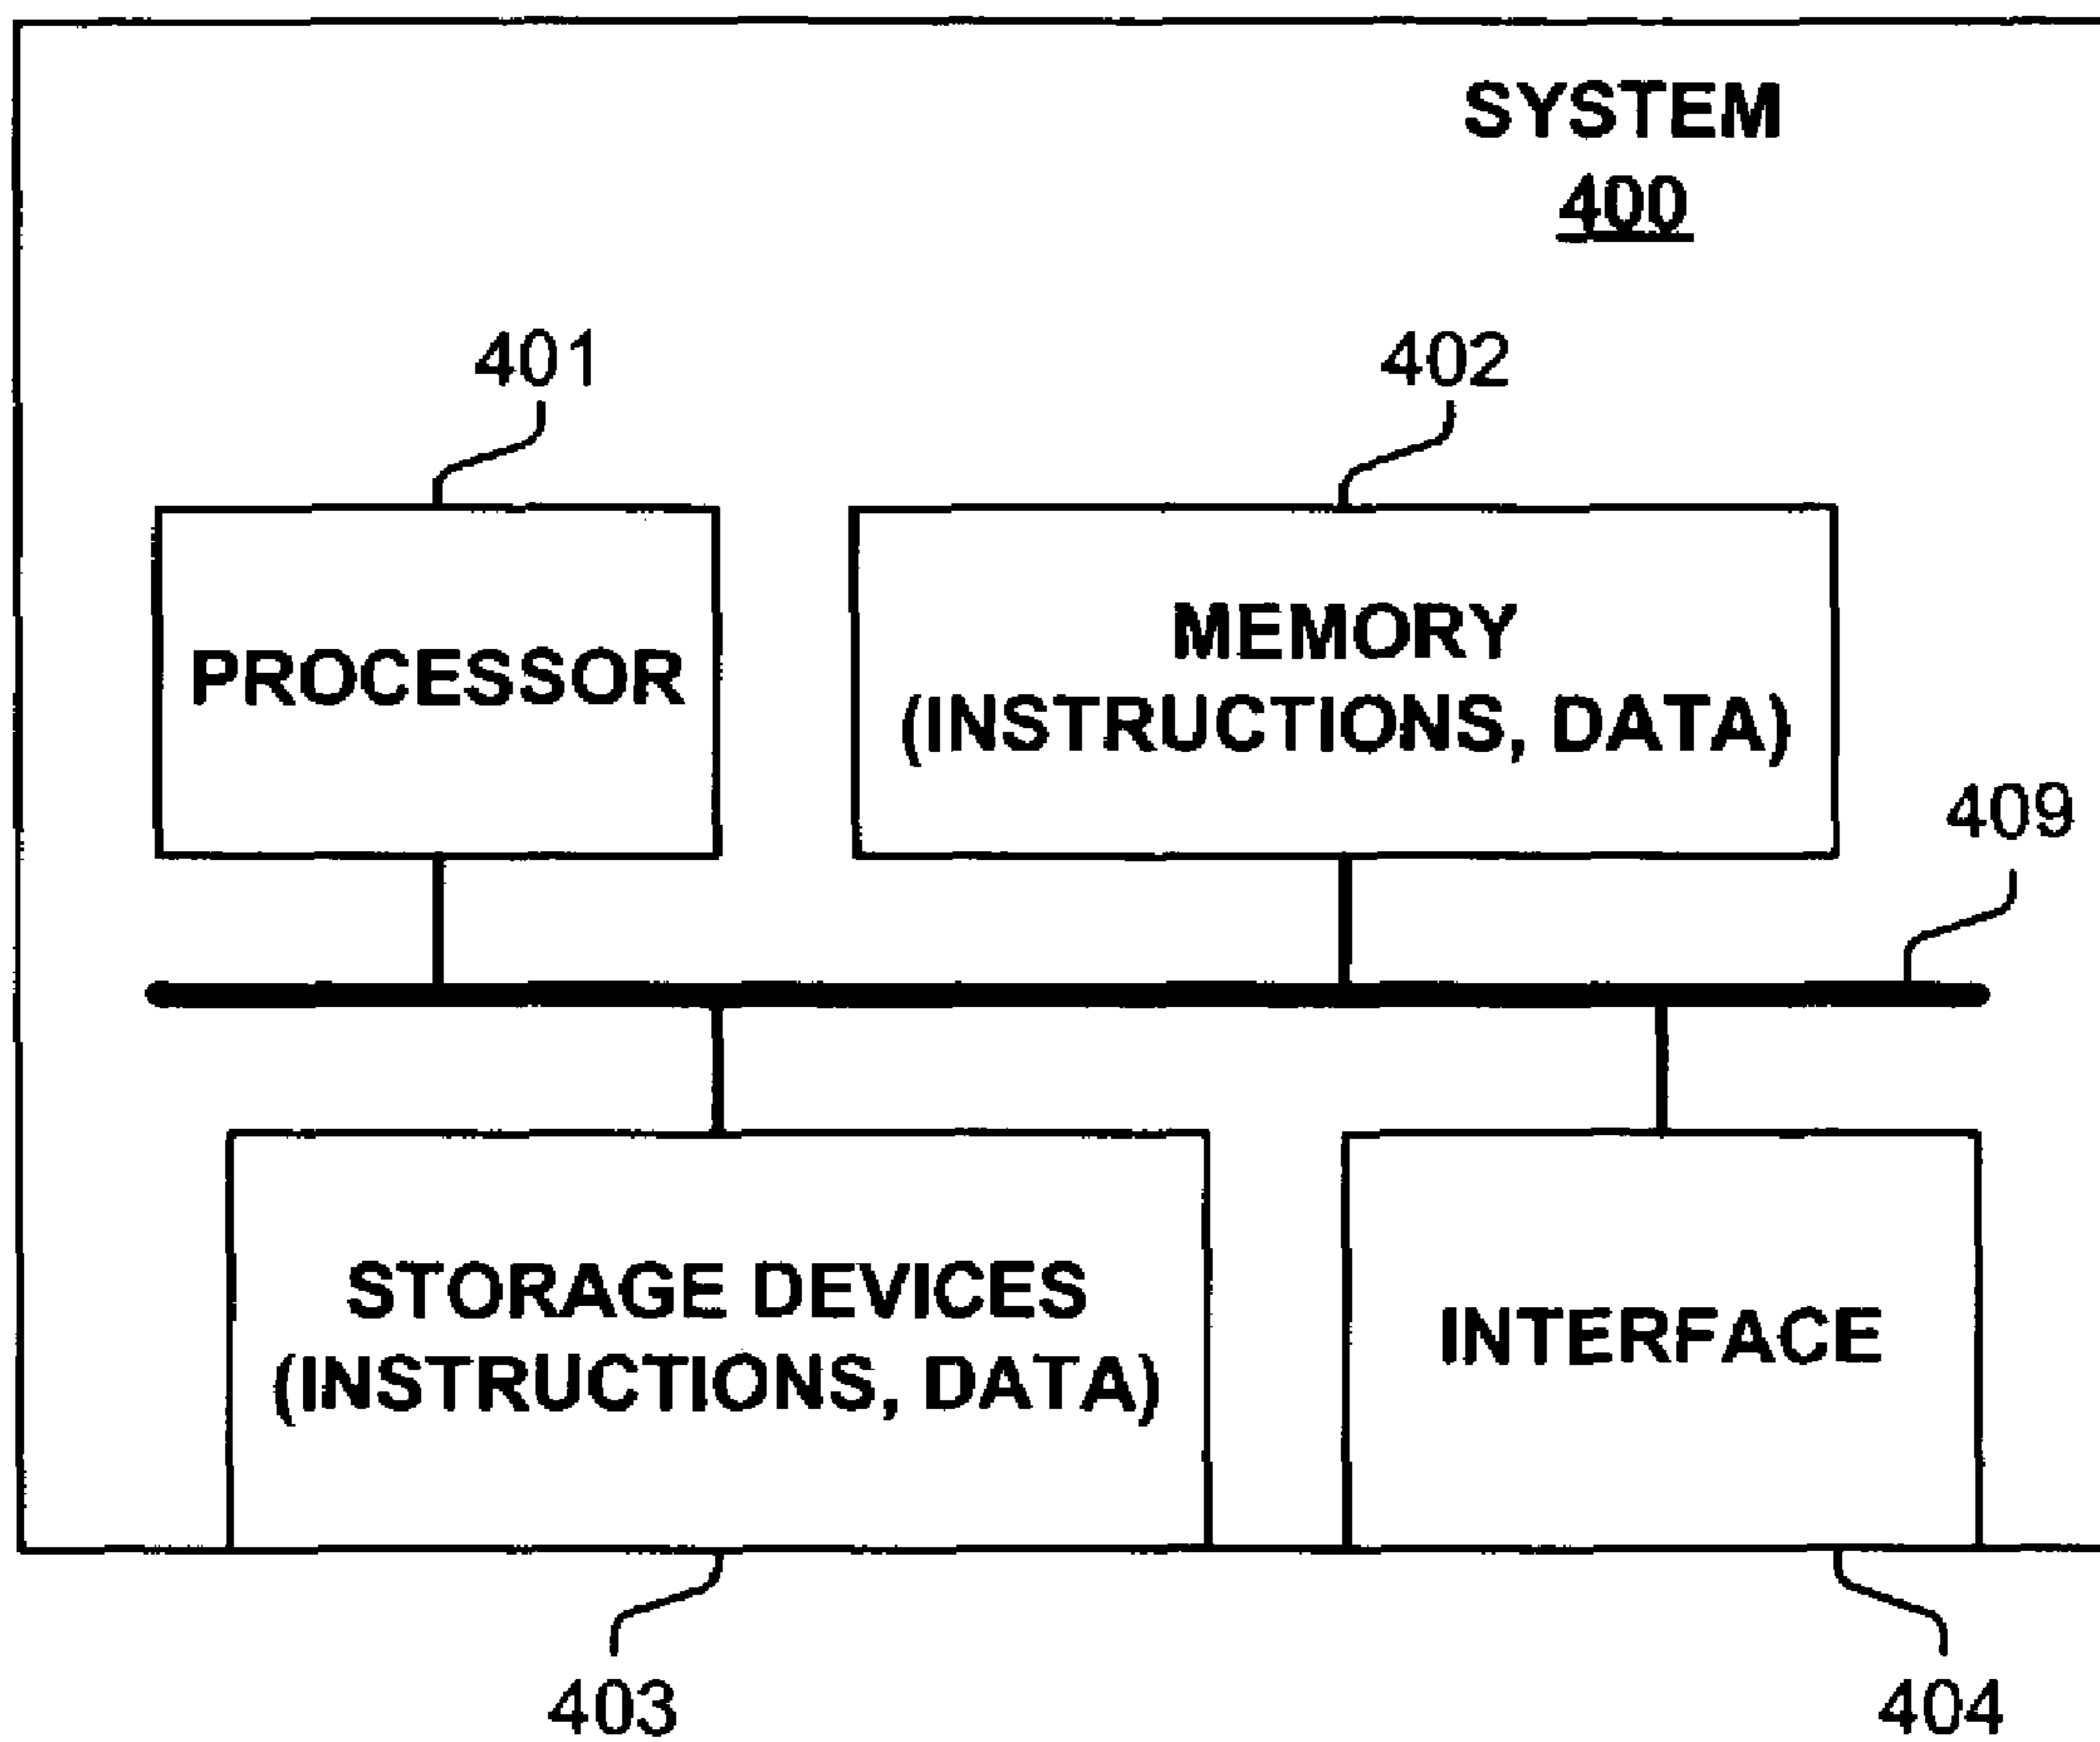 SYSTEM
400
401
402
PROCESSOR
MEMORY
(INSTRUCTIONS, DATA)
409
STORAGE DEVICES
(INSTRUCTIONS, DATA)
INTERFACE
403
404